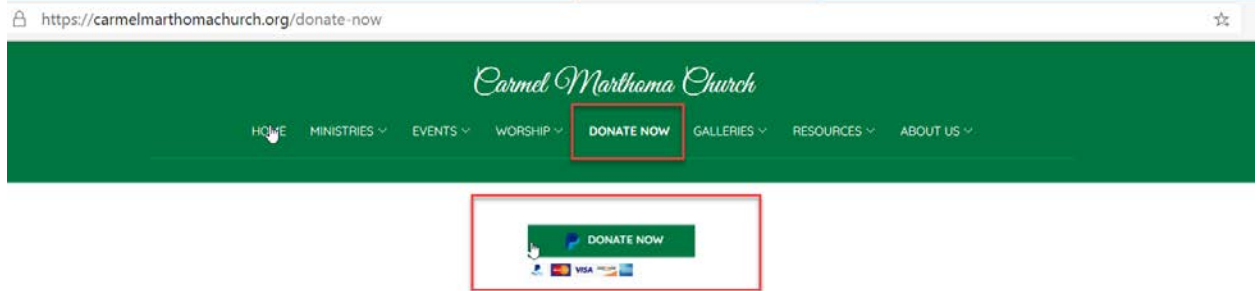 https://carmelmarthomachurch.org/donate-now
Carmel Marthoma Church
HOME MINISTRIES EVENTS WORSHIP DONATE NOW GALLERIES RESOURCES ABOUT US
DONATE NOW
VISA